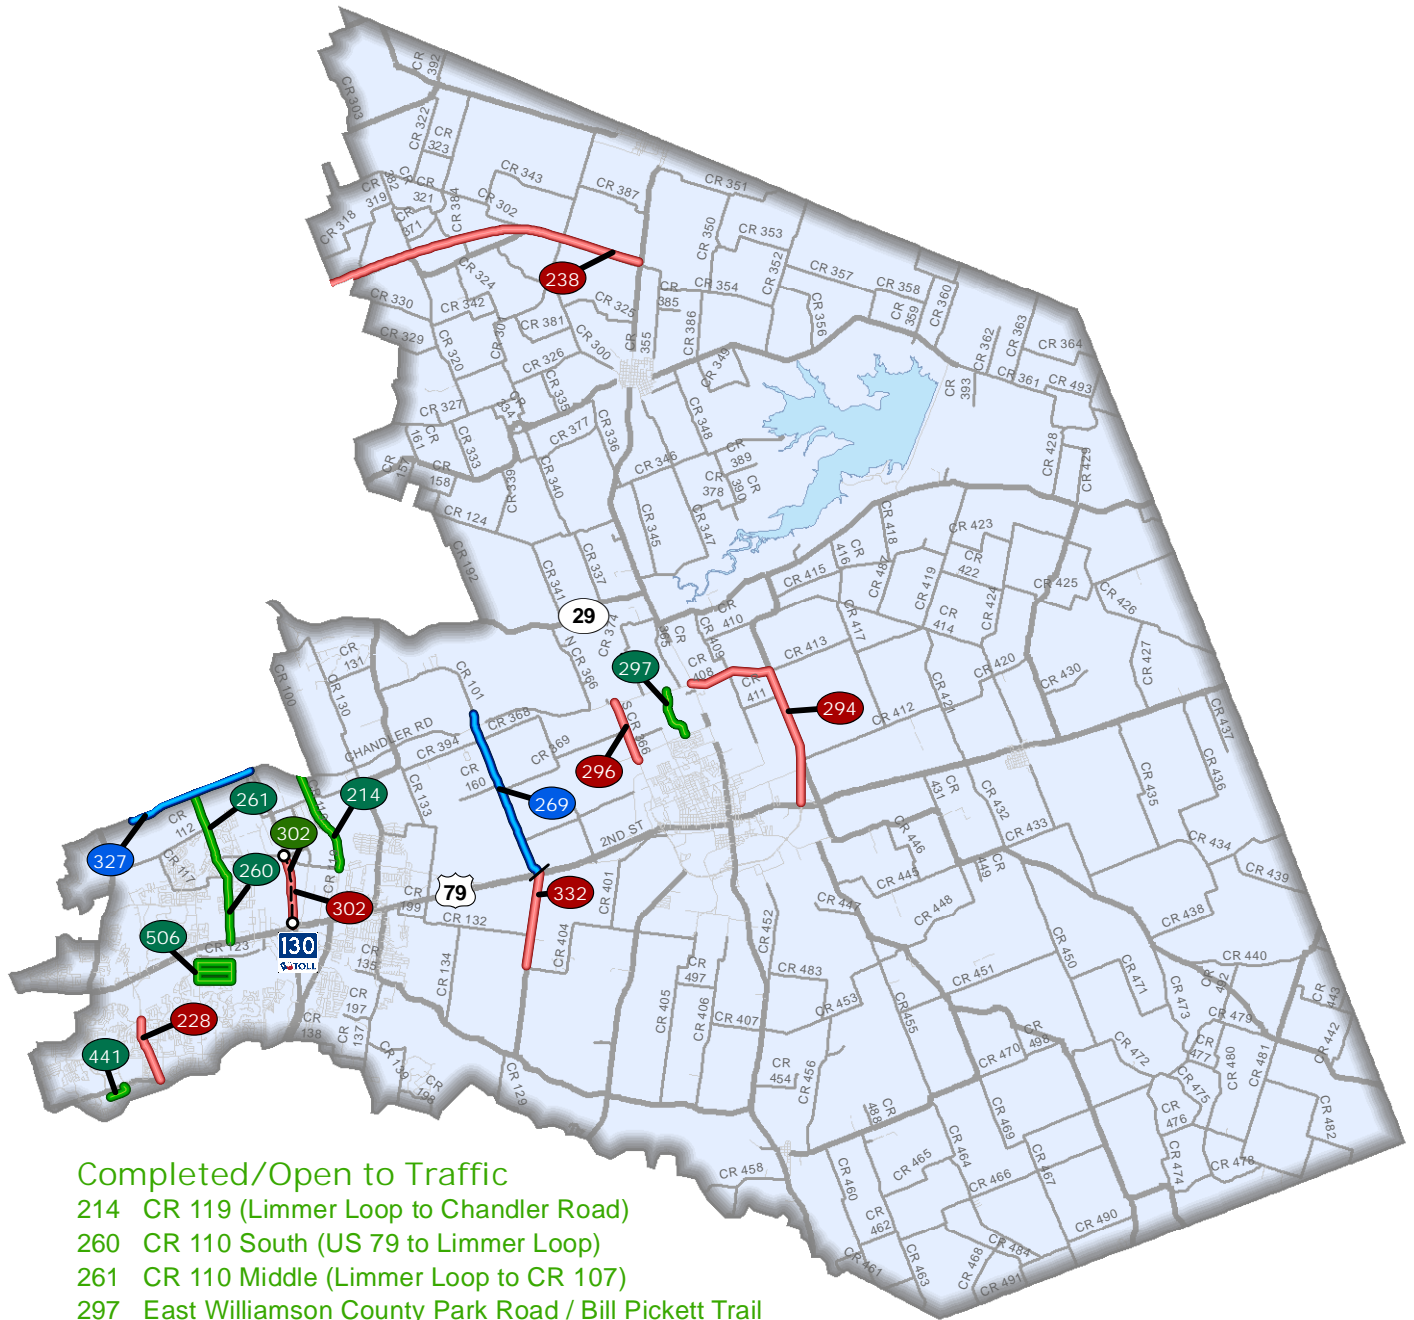 CR 392
CR 303
CR 322
CR 323
CR 343
CR 387
CR 351
CR 382
CR 319
CR 321
CR 384
CR 302
CR 318
CR 371
CR 350
CR 353
CR 352
CR 357
CR 358
CR 360
CR 359
CR 324
238
CR 354
CR 385
CR 325
CR 330
CR 342
CR 381
CR 300
CR 301
CR 355
CR 386
CR 356
CR 363
CR 362
CR 364
CR 329
CR 320
CR 326
CR 349
CR 361
CR 493
CR 393
CR 335
CR 334
CR 327
CR 161
CR 333
CR 377
CR 336
CR 348
CR 389
CR 390
CR 378
CR 346
CR 428
CR 429
CR 157
CR 158
CR 339
CR 340
CR 124
CR 345
CR 347
CR 418
CR 423
CR 422
CR 416
CR 487
CR 419
CR 415
CR 425
CR 424
CR 426
CR 192
CR 341
CR 337
29
CR 374
CR 365
CR 410
CR 409
CR 408
CR 417
CR 414
CR 413
CR 427
CR 420
CR 430
CR 131
CR 100
CR 130
N CR 366
297
CR 411
294
CR 412
CR 421
CR 437
CR 101
CHANDLER RD
CR 368
CR 394
CR 369
S CR 366
296
CR 160
269
CR 133
214
261
CR 112
302
327
CR 117
260
CR 119
CR 118
CR 431
CR 432
CR 435
CR 436
CR 433
2ND ST
CR 446
CR 449
CR 434
CR 439
CR 445
CR 401
332
79
CR 199
302
CR 132
CR 447
CR 448
CR 438
506
CR 123
130
TOLL
CR 404
CR 452
CR 135
CR 134
CR 497
CR 483
CR 451
CR 450
CR 440
CR 492
CR 471
CR 473
CR 443
CR 197
CR 405
CR 406
CR 407
CR 453
CR 455
CR 479
CR 442
228
CR 138
CR 137
441
CR 139
CR 198
CR 129
CR 454
CR 456
CR 470
CR 498
CR 472
CR 477
CR 480
CR 481
CR 475
CR 476
CR 488
CR 469
CR 482
CR 458
CR 465
CR 464
CR 466
CR 467
CR 474
CR 478
CR 460
CR 462
CR 461
CR 463
CR 468
CR 484
CR 490
CR 491
Completed/Open to Traffic
214 CR 119 (Limmer Loop to Chandler Road)
260 CR 110 South (US 79 to Limmer Loop)
261 CR 110 Middle (Limmer Loop to CR 107)
297 East Williamson County Park Road / Bill Pickett Trail